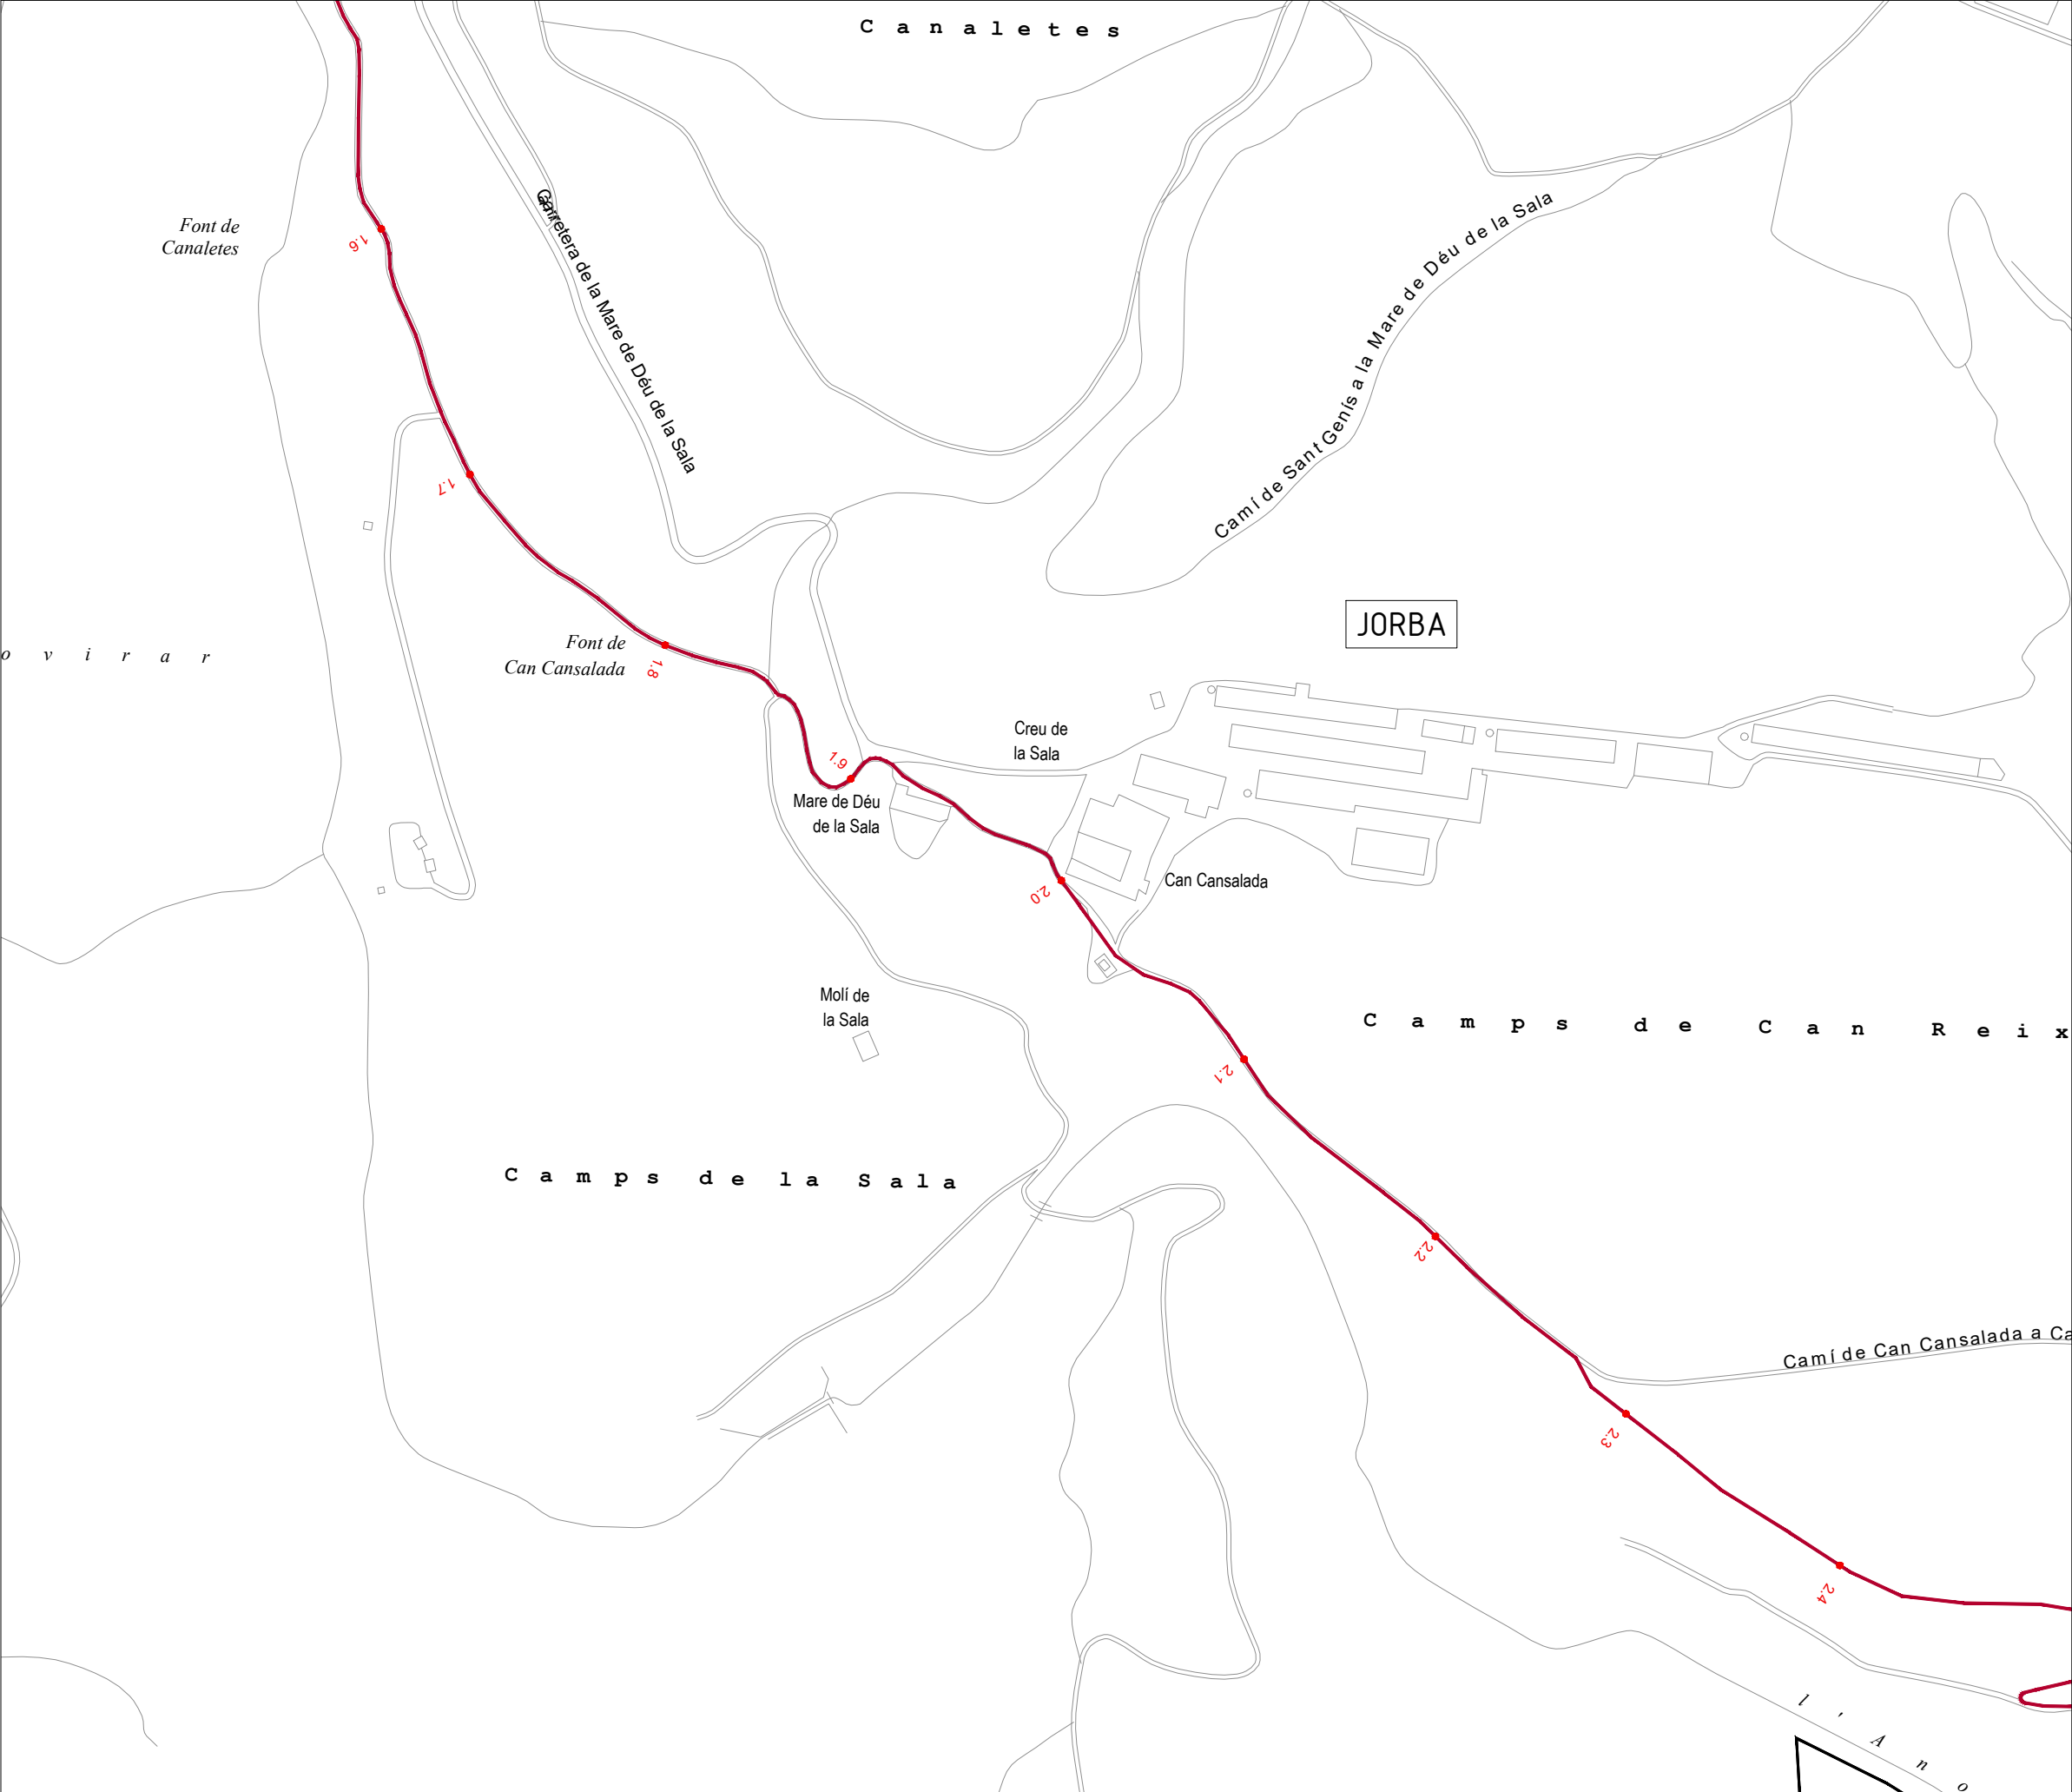 Canaletes
Font de
Canaletes
1.6
Carretera de la Mare de Déu de la Sala
Camí de Sant Genís a la Mare de Déu de la Sala
1.7
JORBA
Font de
Can Cansalada
1.8
ovirar
Creu de
la Sala
1.9
Mare de Déu
de la Sala
2.0
Can Cansalada
Molí de
la Sala
Camps de Can Reix
2.1
Camps de la Sala
2.2
Camí de Can Cansalada a Ca
2.3
2.4
l'Ano